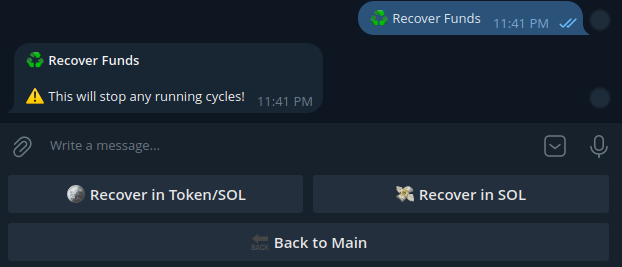 ♻️ Recover Funds
11:41 PM
♻️ Recover Funds
⚠️ This will stop any running cycles!
11:41 PM
Write a message...
🪙 Recover in Token/SOL
💸 Recover in SOL
🔙 Back to Main